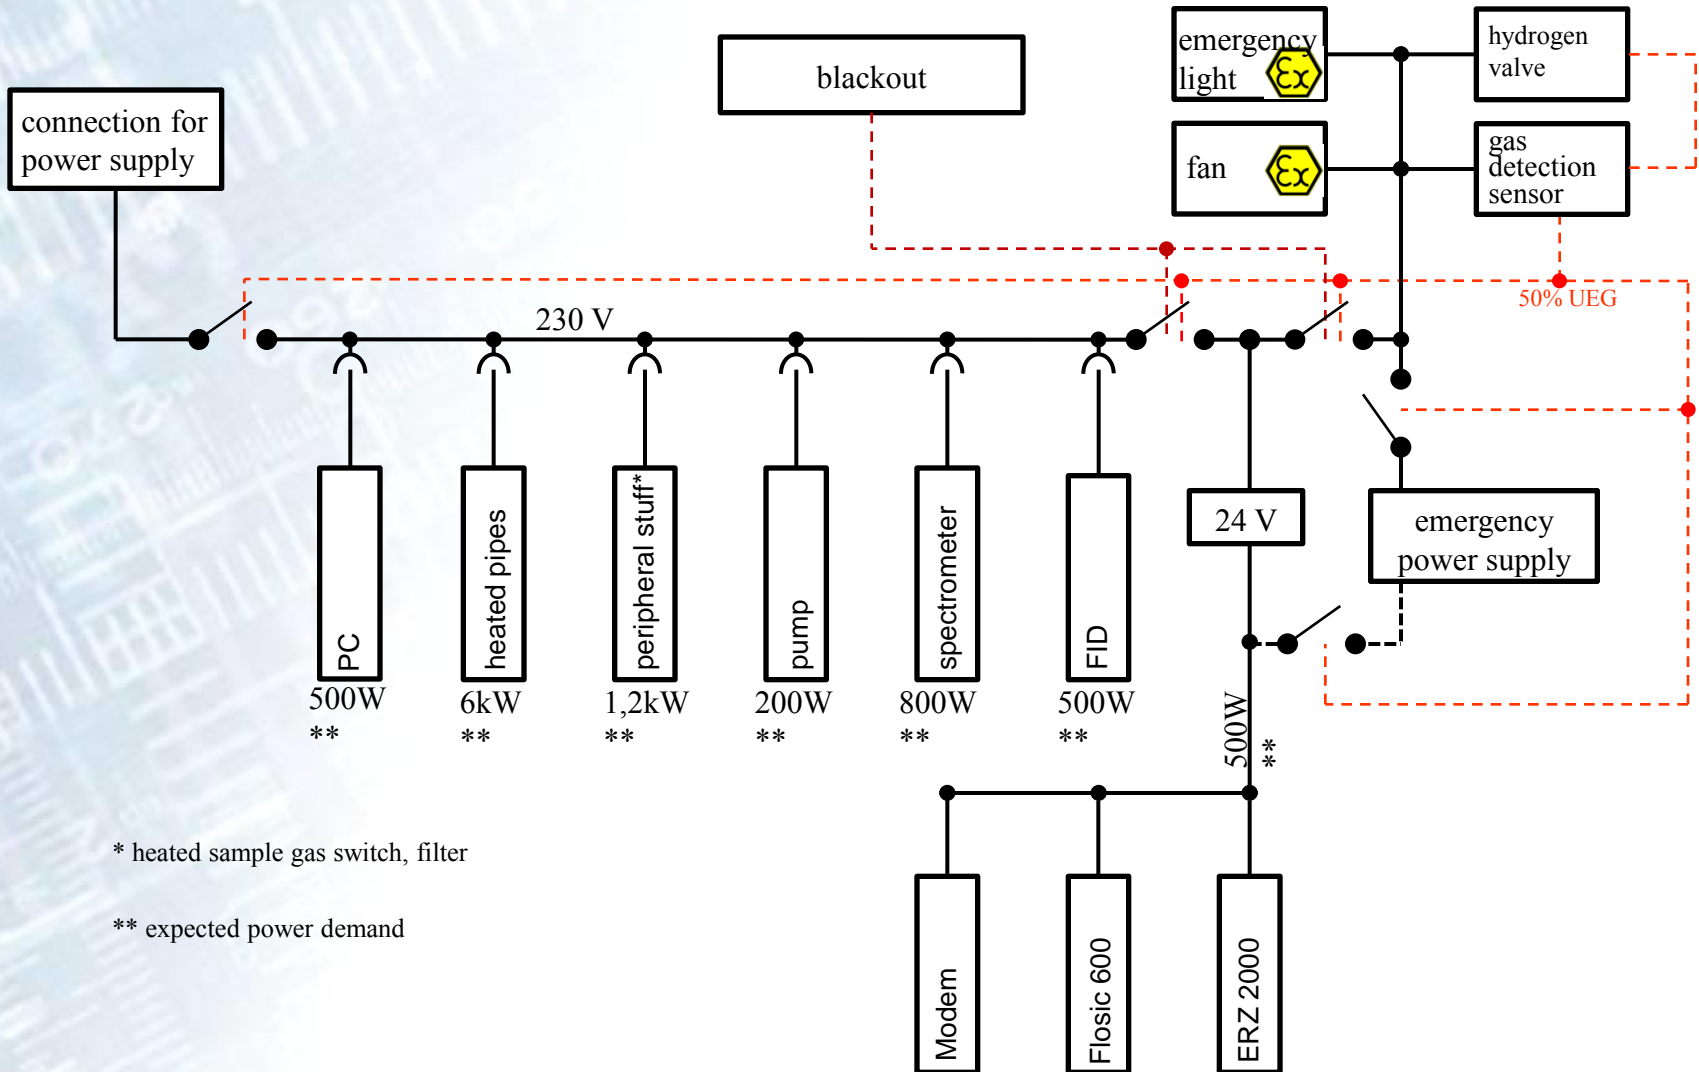 connection for
power supply
blackout
emergency
light
Ɛx
hydrogen
valve
fan
Ɛx
gas
detection
sensor
50% UEG
230 V
PC
heated pipes
peripheral stuff*
pump
spectrometer
FID
24 V
emergency
power supply
500W
**
6kW
**
1,2kW
**
200W
**
800W
**
500W
**
500W
**
* heated sample gas switch, filter
** expected power demand
Modem
Flosic 600
ERZ 2000